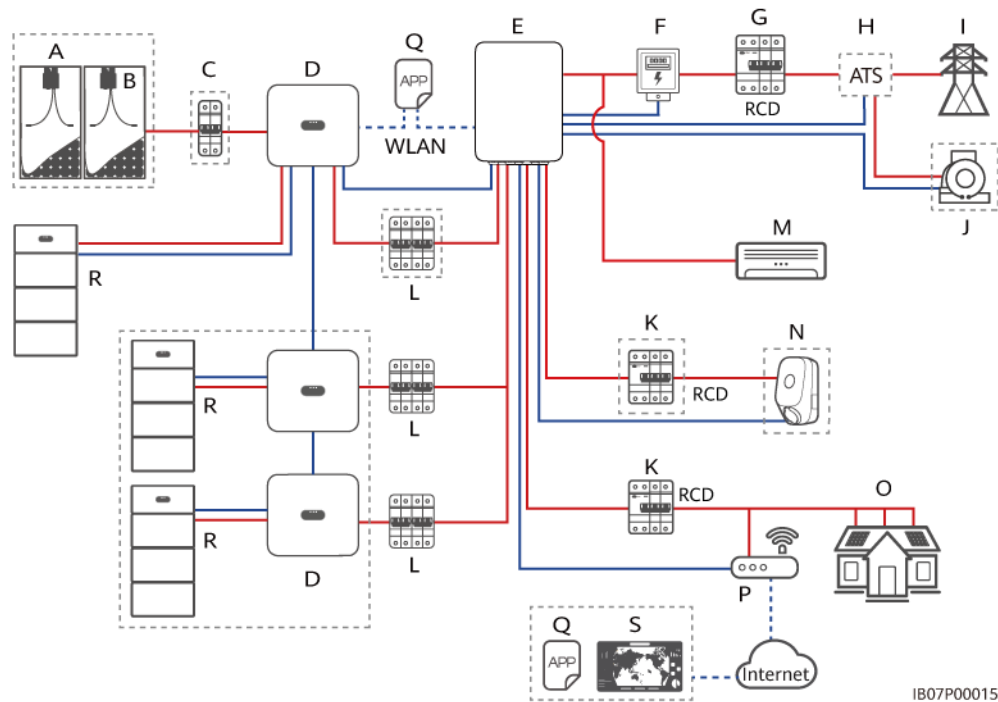 A
B
C
D
Q
APP
WLAN
E
F
G
RCD
H
ATS
I
J
R
L
M
K
RCD
N
R
L
K
RCD
O
R
D
L
P
Q
APP
S
Internet
IB07P00015